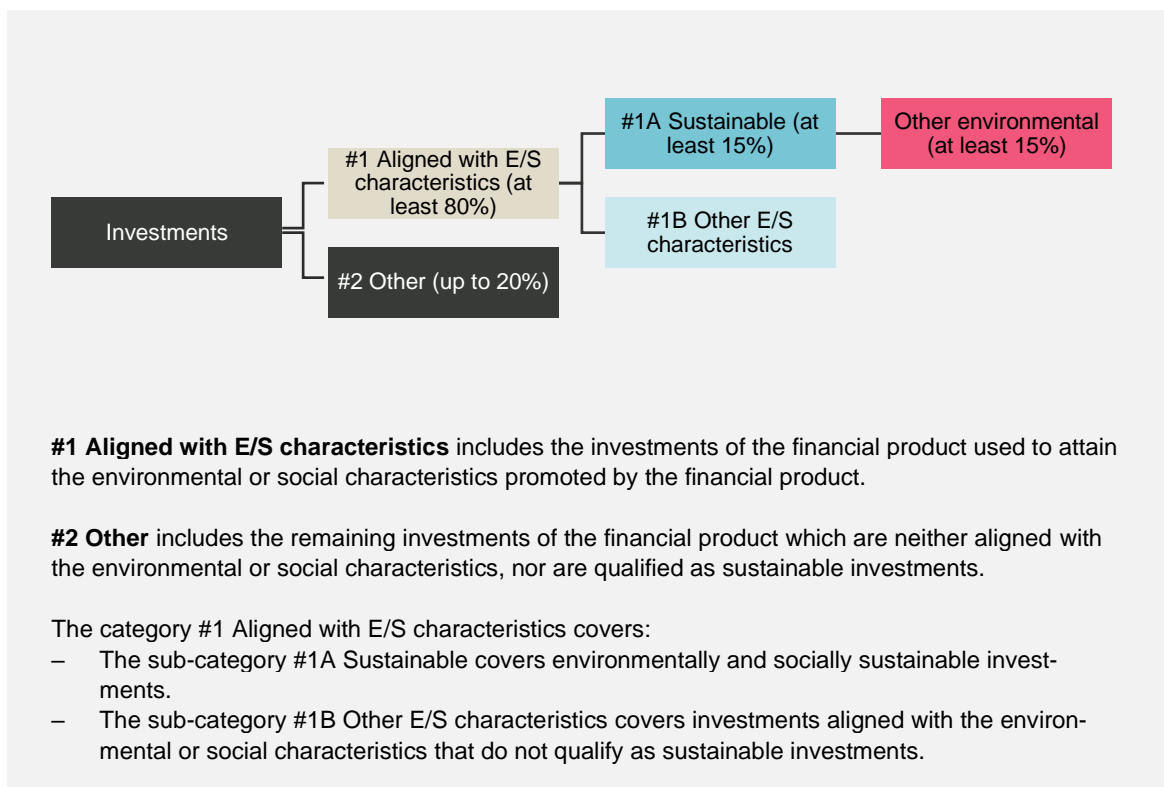 #1A Sustainable (at
least 15%)
Other environmental
(at least 15%)
#1 Aligned with E/S
characteristics (at
least 80%)
Investments
#1B Other E/S
characteristics
#2 Other (up to 20%)
#1 Aligned with E/S characteristics includes the investments of the financial product used to attain
the environmental or social characteristics promoted by the financial product.
#2 Other includes the remaining investments of the financial product which are neither aligned with
the environmental or social characteristics, nor are qualified as sustainable investments.
The category #1 Aligned with E/S characteristics covers:
– The sub-category #1A Sustainable covers environmentally and socially sustainable invest-
ments.
– The sub-category #1B Other E/S characteristics covers investments aligned with the environ-
mental or social characteristics that do not qualify as sustainable investments.